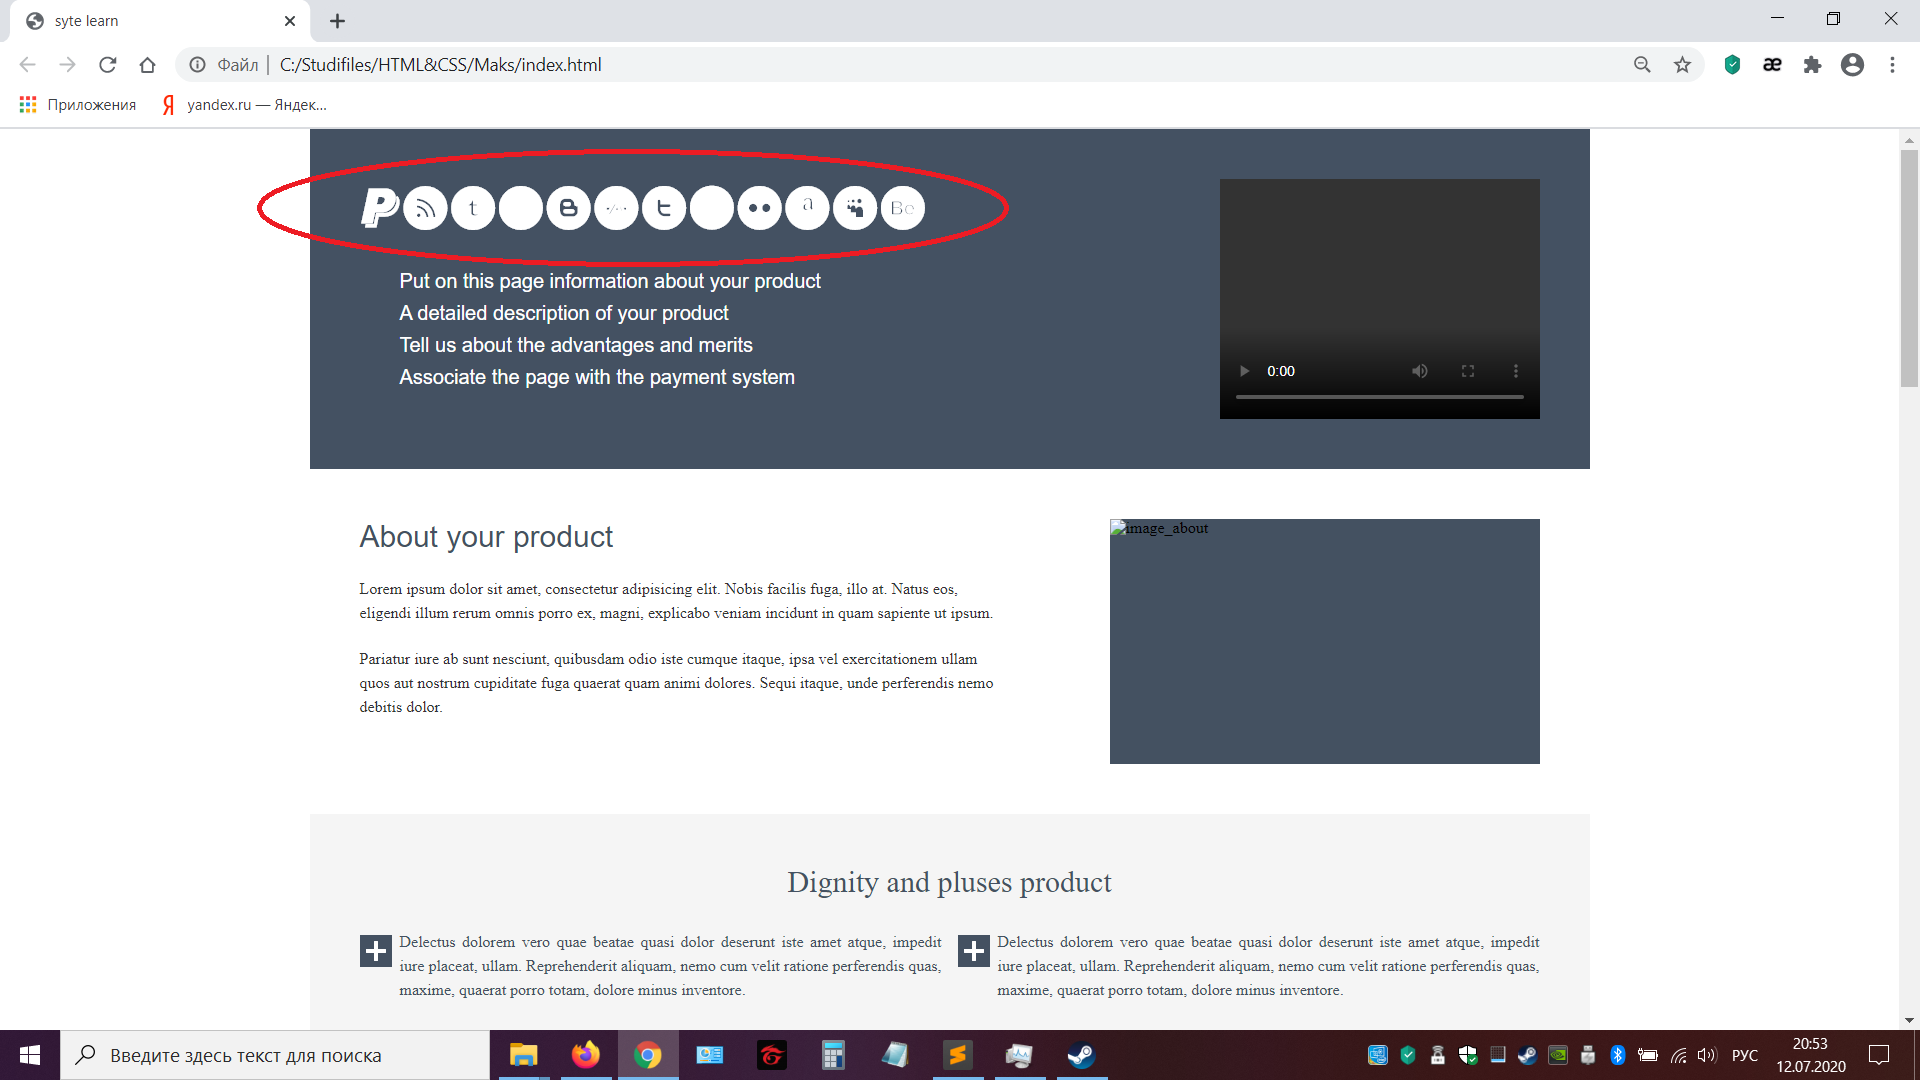 syte learn
Файл | C:/Studifiles/HTML&CSS/Maks/index.html
æ
Приложения
Я yandex.ru — Яндек...
P t B t a Be
Put on this page information about your product
A detailed description of your product
Tell us about the advantages and merits
Associate the page with the payment system
0:00
About your product
Lorem ipsum dolor sit amet, consectetur adipisicing elit. Nobis facilis fuga, illo at. Natus eos,
eligendi illum rerum omnis porro ex, magni, explicabo veniam incidunt in quam sapiente ut ipsum.
Pariatur iure ab sunt nesciunt, quibusdam odio iste cumque itaque, ipsa vel exercitationem ullam
quos aut nostrum cupiditate fuga quaerat quam animi dolores. Sequi itaque, unde perferendis nemo
debitis dolor.
image_about
Dignity and pluses product
Delectus dolorem vero quae beatae quasi dolor deserunt iste amet atque, impedit
iure placeat, ullam. Reprehenderit aliquam, nemo cum velit ratione perferendis quas,
maxime, quaerat porro totam, dolore minus inventore.
Delectus dolorem vero quae beatae quasi dolor deserunt iste amet atque, impedit
iure placeat, ullam. Reprehenderit aliquam, nemo cum velit ratione perferendis quas,
maxime, quaerat porro totam, dolore minus inventore.
Введите здесь текст для поиска
РУС
20:53
12.07.2020